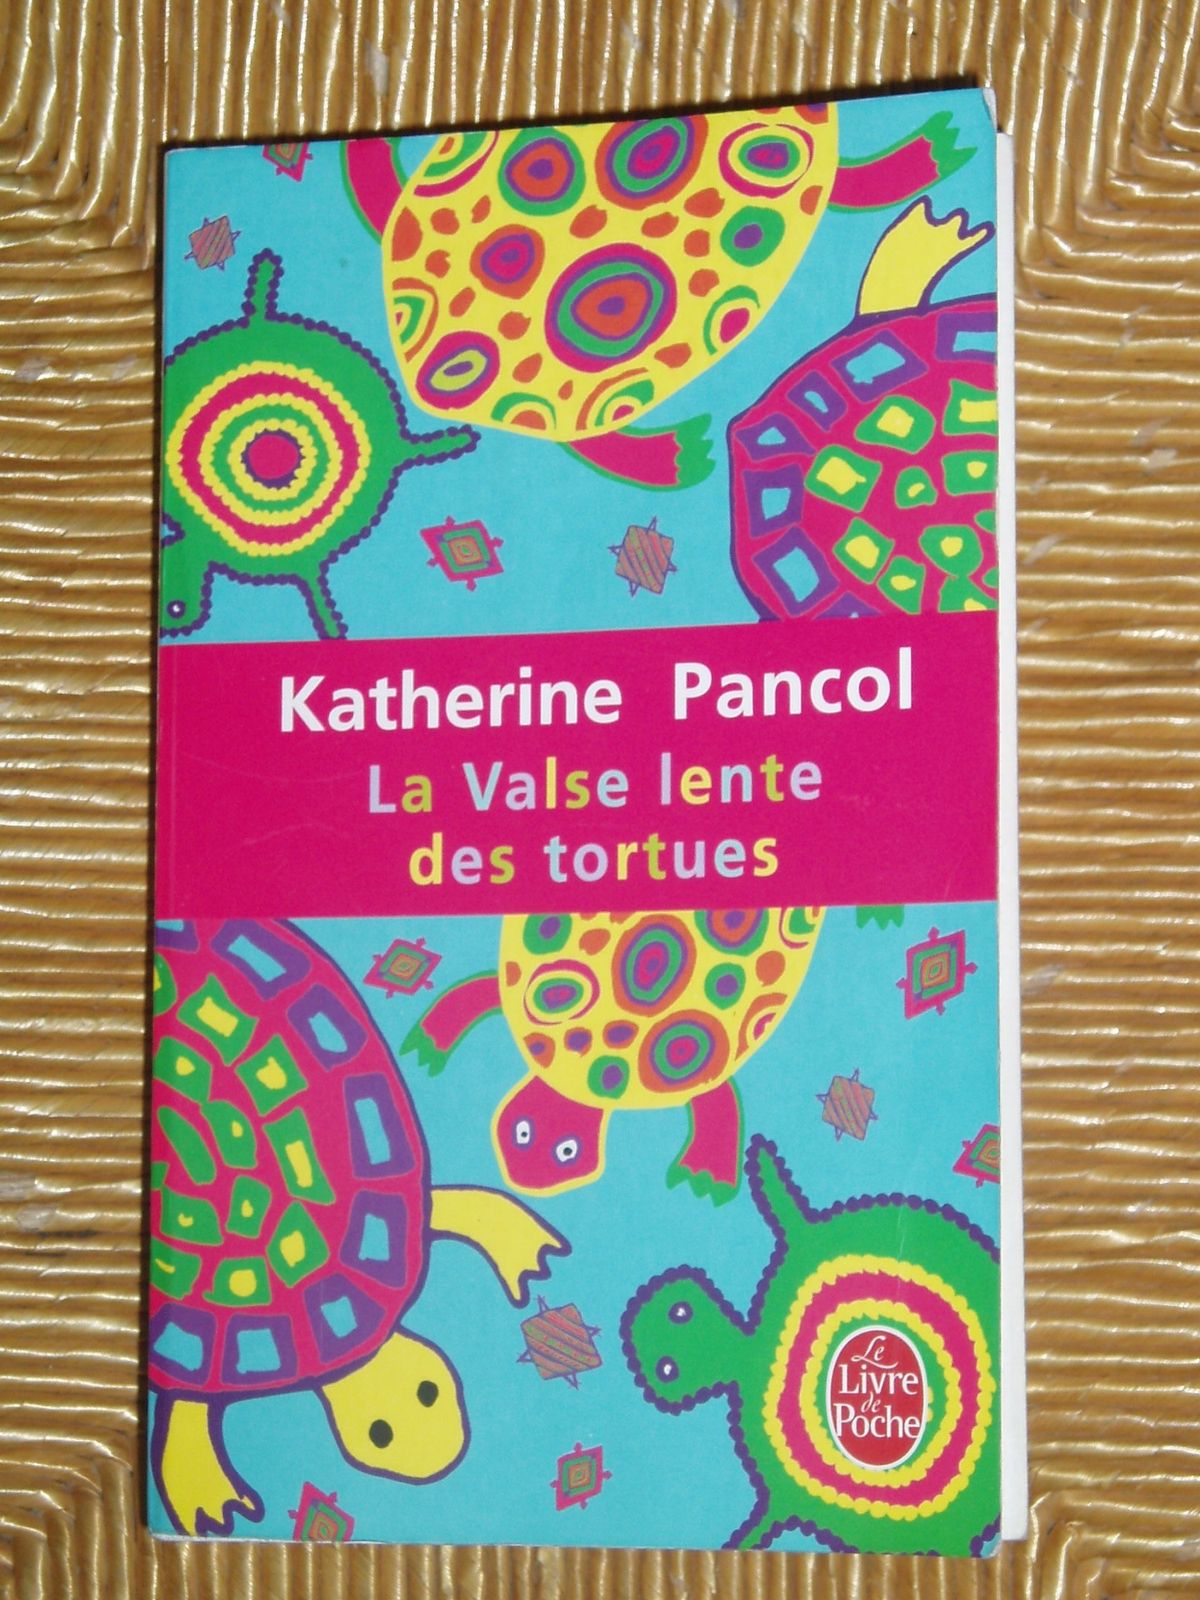 Katherine Pancol
La Valse lente
des tortues
Le
Livre
de
Poche